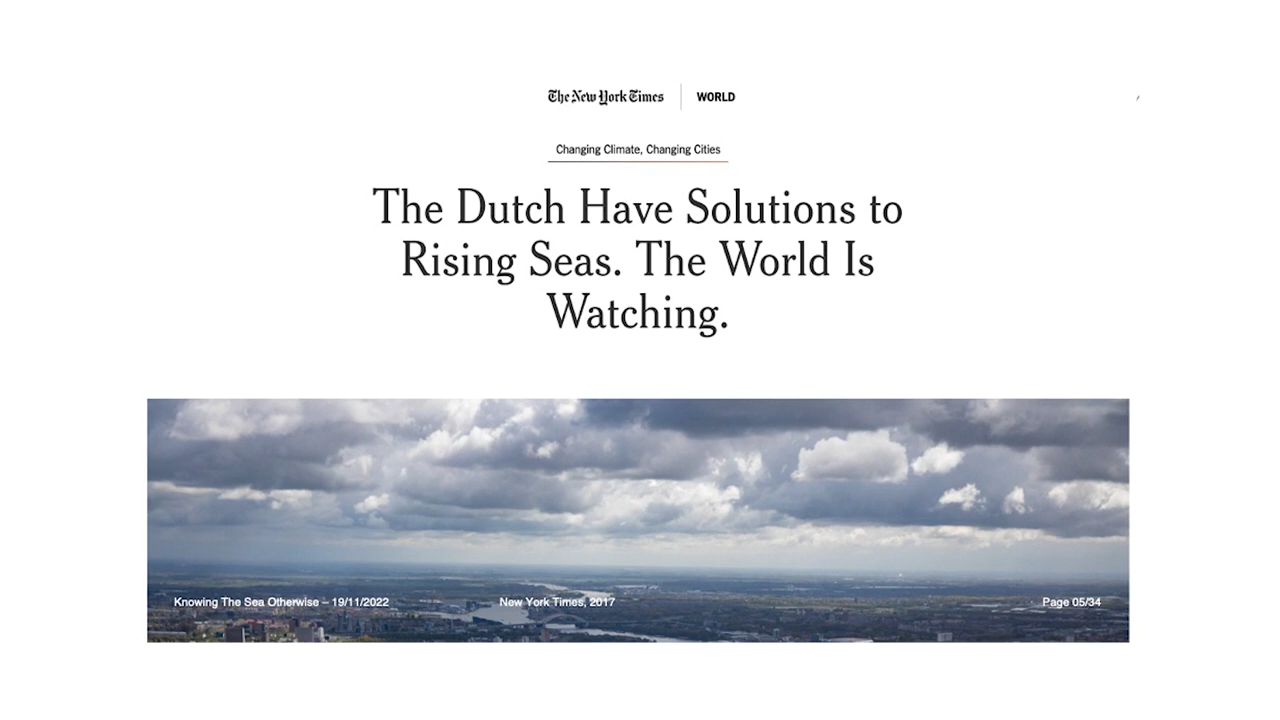 The New York Times | WORLD
Changing Climate, Changing Cities
The Dutch Have Solutions to
Rising Seas. The World Is
Watching.
Knowing The Sea Otherwise – 19/11/2022 New York Times, 2017 Page 05/34